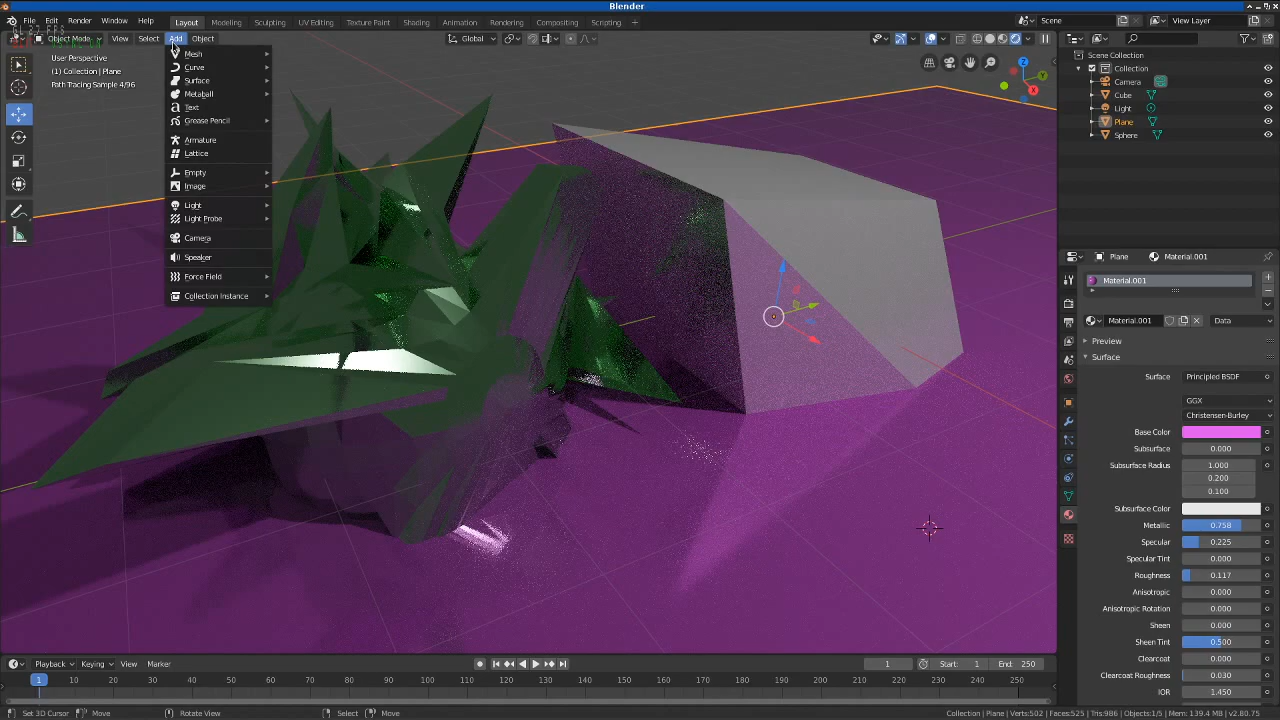 Blender
File Edit Render Window Help Layout Modeling Sculpting UV Editing Texture Paint Shading Animation Rendering Compositing Scripting + Scene View Layer
Object Mode View Select Add Object Global
User Perspective
(1) Collection | Plane
Path Tracing Sample 4/96
Mesh
Curve
Surface
Metaball
Text
Grease Pencil
Armature
Lattice
Empty
Image
Light
Light Probe
Camera
Speaker
Force Field
Collection Instance
Z
Y
X
Scene Collection
Collection
Camera
Cube
Light
Plane
Sphere
Plane Material.001
Material.001
Material.001 Data
Preview
Surface
Surface Principled BSDF
GGX
Christensen-Burley
Base Color
Subsurface 0.000
Subsurface Radius 1.000
0.200
0.100
Subsurface Color
Metallic 0.758
Specular 0.225
Specular Tint 0.000
Roughness 0.117
Anisotropic 0.000
Anisotropic Rotation 0.000
Sheen 0.000
Sheen Tint 0.500
Clearcoat 0.000
Clearcoat Roughness 0.030
IOR 1.450
Playback Keying View Marker 1 Start: 1 End: 250
1 10 20 30 40 50 60 70 80 90 100 110 120 130 140 150 160 170 180 190 200 210 220 230 240 250
Set 3D Cursor Move Rotate View Select Move Collection | Plane | Verts:502 | Faces:525 | Tris:986 | Objects:1/5 | Mem: 139.4 MB | v2.80.75